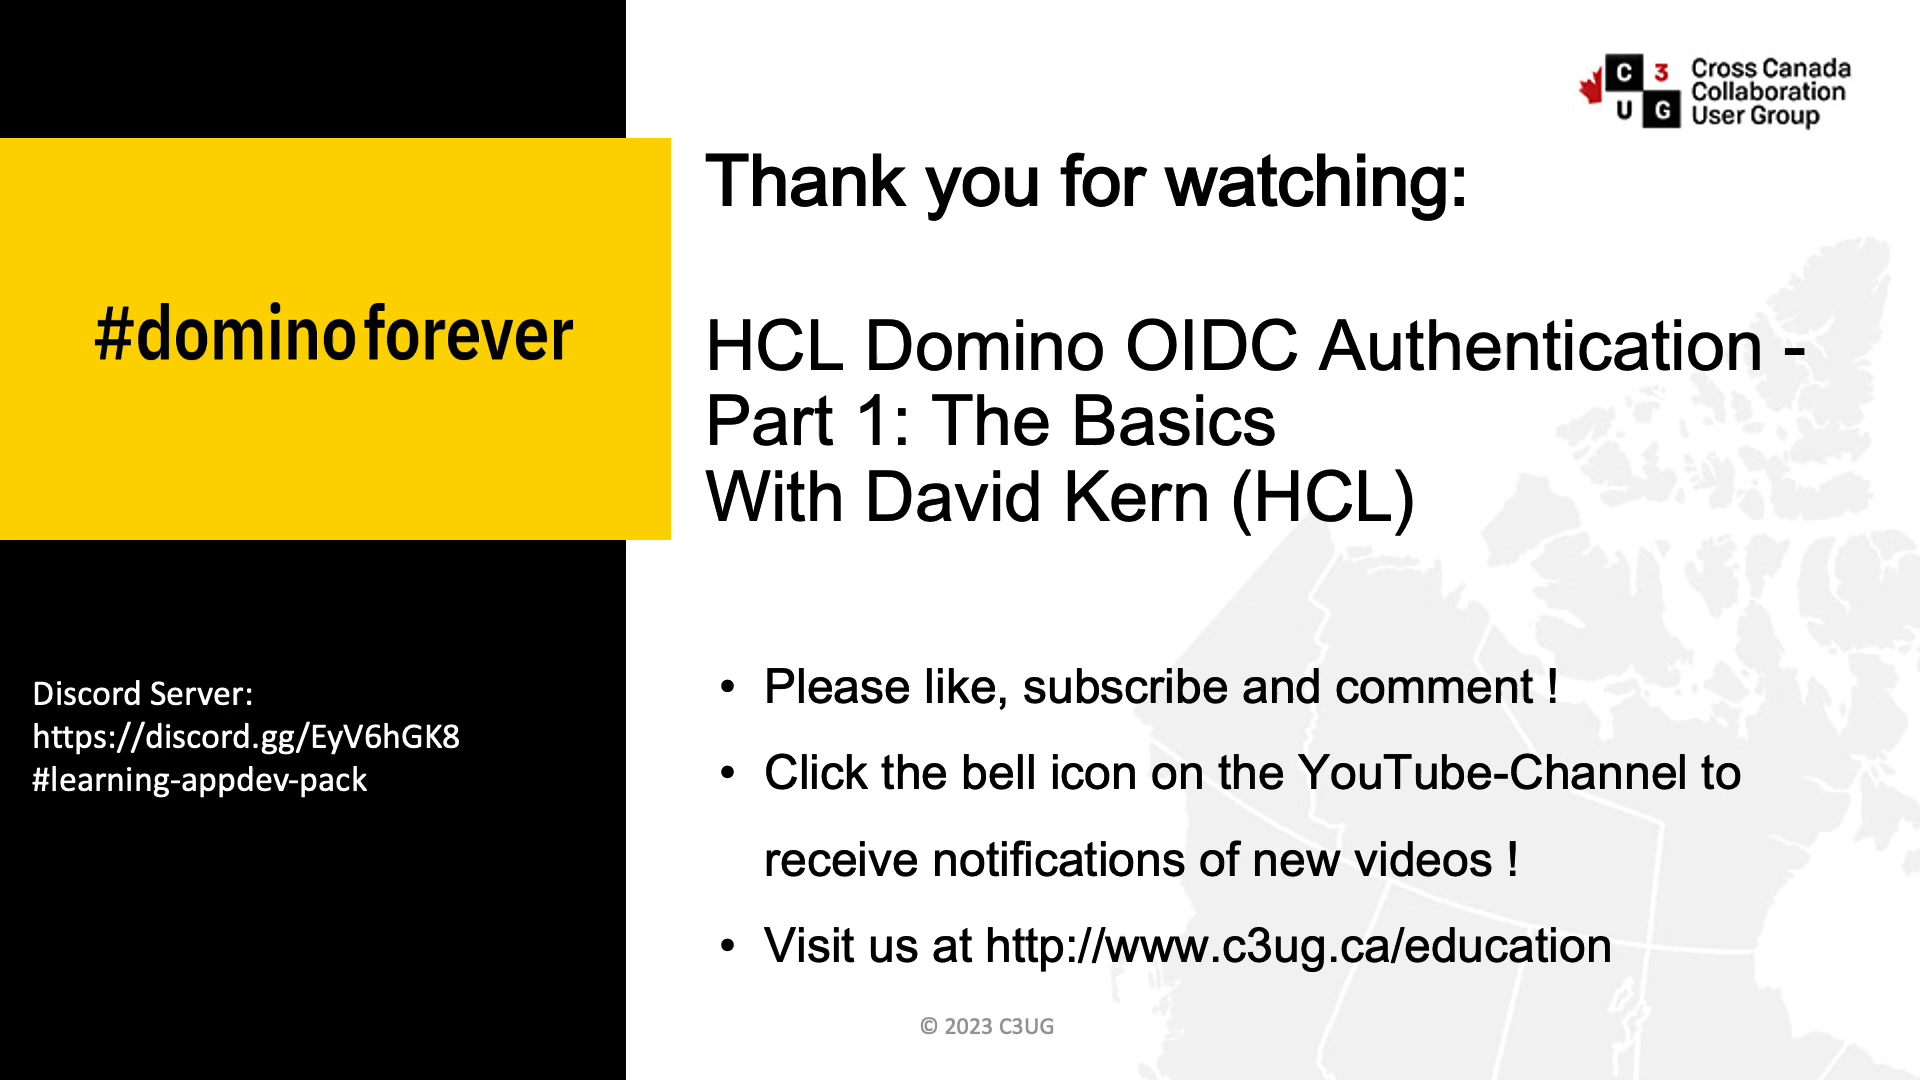 C 3 U G
Cross Canada
Collaboration
User Group
Thank you for watching:
#dominoforever
HCL Domino OIDC Authentication -
Part 1: The Basics
With David Kern (HCL)
Discord Server:
https://discord.gg/EyV6hGK8
#learning-appdev-pack
• Please like, subscribe and comment !
• Click the bell icon on the YouTube-Channel to
receive notifications of new videos !
• Visit us at http://www.c3ug.ca/education
© 2023 C3UG